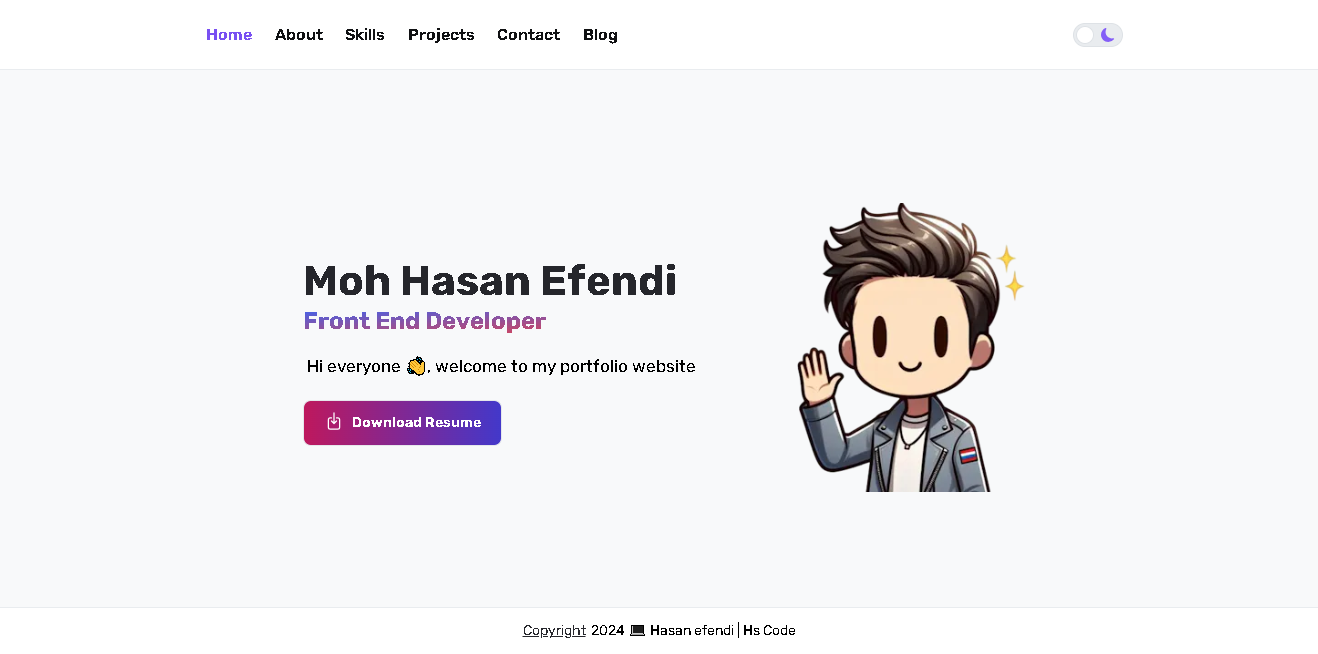 Home About Skills Projects Contact Blog
Moh Hasan Efendi
Front End Developer
Hi everyone 👏, welcome to my portfolio website
Download Resume
Copyright 2024 💻 Hasan efendi | Hs Code